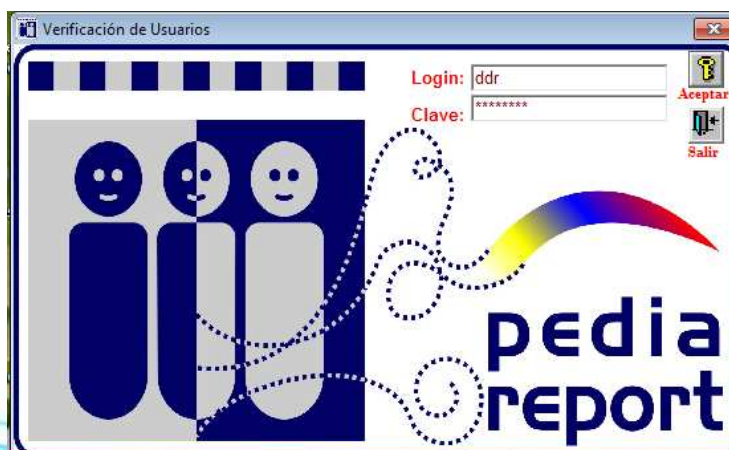 Verificación de Usuarios
Login: ddr
Aceptar
Clave: ********
Salir
pedia
report